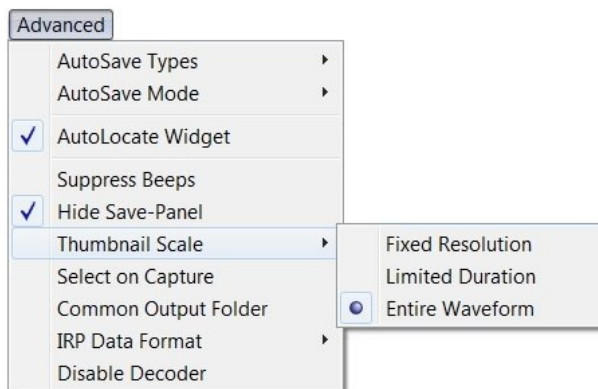 Advanced
AutoSave Types
AutoSave Mode
AutoLocate Widget
Suppress Beeps
Hide Save-Panel
Thumbnail Scale
Fixed Resolution
Select on Capture
Limited Duration
Common Output Folder
Entire Waveform
IRP Data Format
Disable Decoder